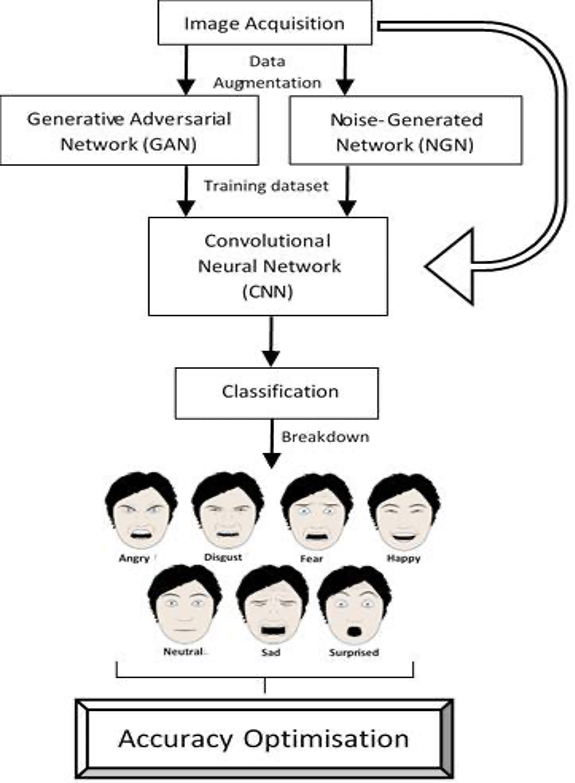 Image Acquisition
Data
Augmentation
Generative Adversarial
Network (GAN)
Noise-Generated
Network (NGN)
Training dataset
Convolutional
Neural Network
(CNN)
Classification
Breakdown
Angry
Disgust
Fear
Happy
Neutral
Sad
Surprised
Accuracy Optimisation